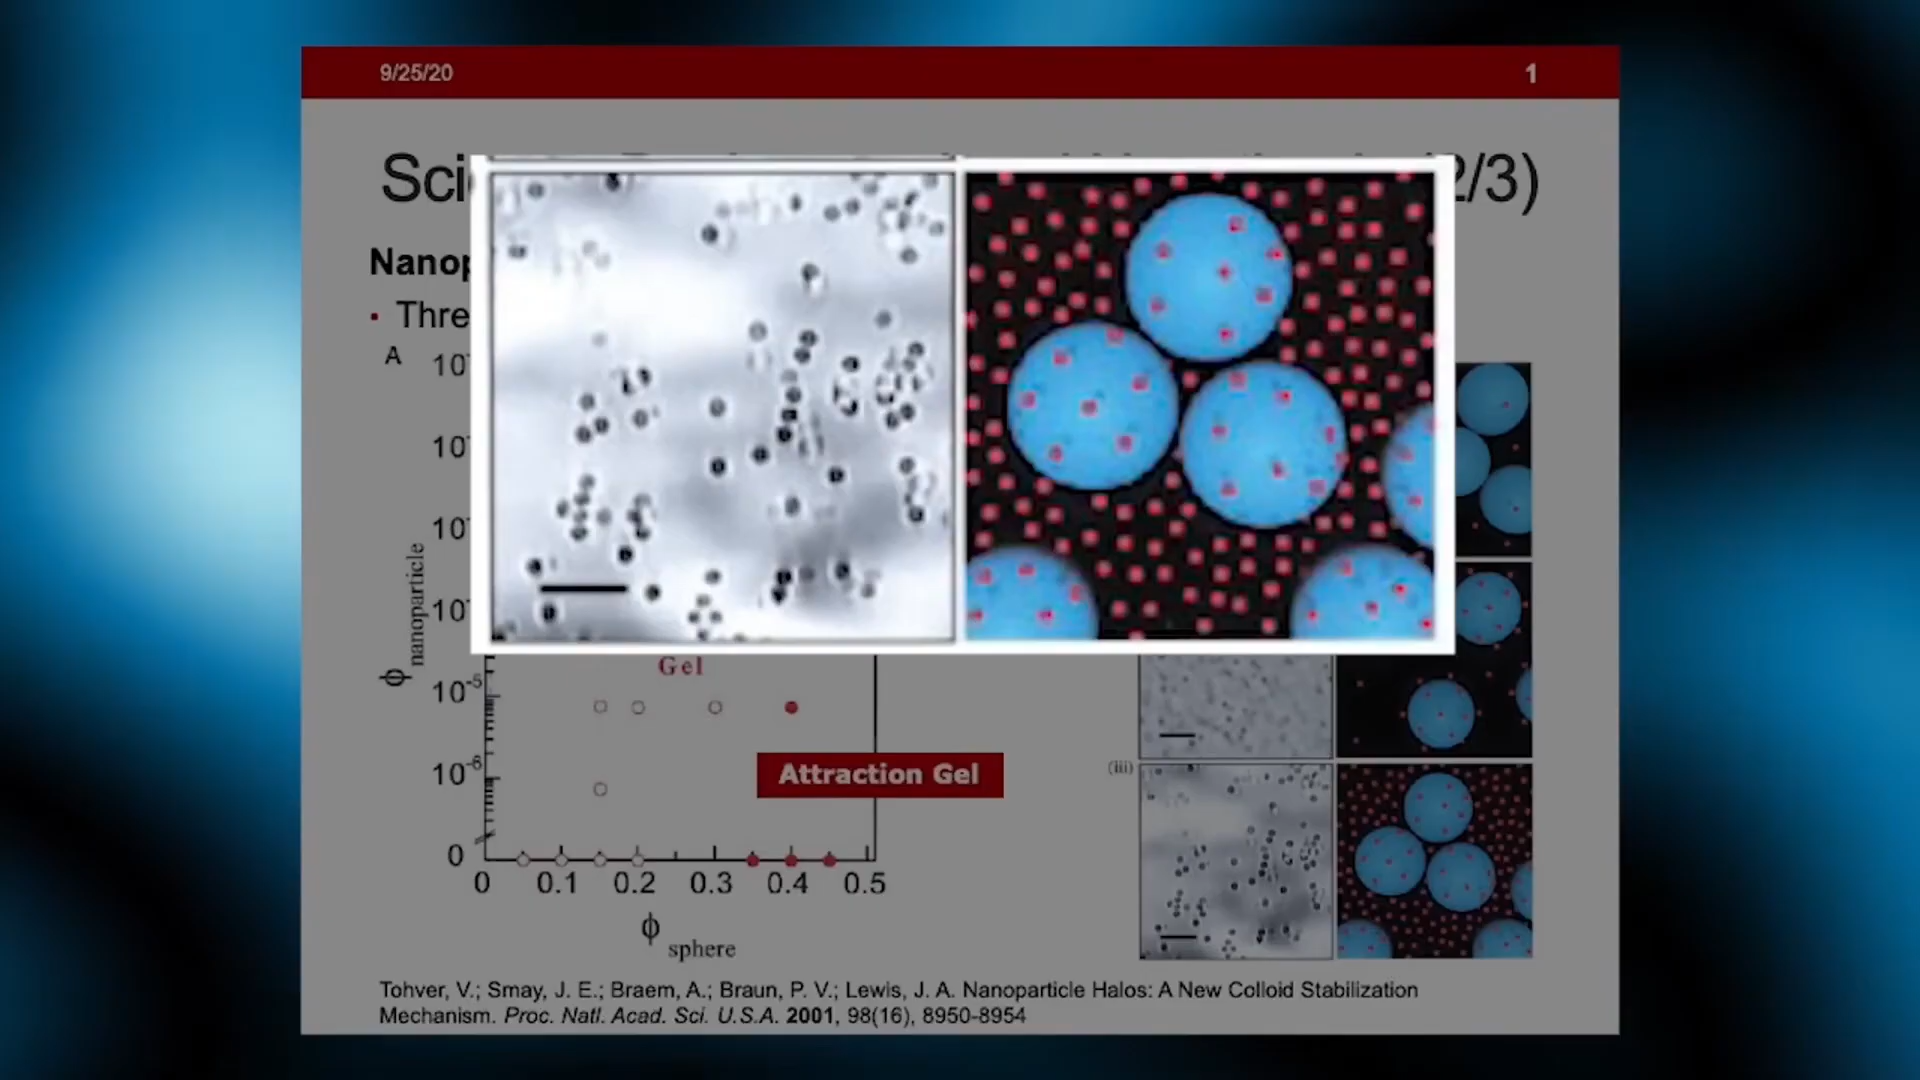 9/25/20
1
Sci
2/3)
Nanop
• Thre
A
10
10
10
10
10-5
10-6
0
ϕ nanoparticle
Gel
Attraction Gel
(iii)
0 0.1 0.2 0.3 0.4 0.5
ϕ sphere
Tohver, V.; Smay, J. E.; Braem, A.; Braun, P. V.; Lewis, J. A. Nanoparticle Halos: A New Colloid Stabilization
Mechanism. Proc. Natl. Acad. Sci. U.S.A. 2001, 98(16), 8950-8954